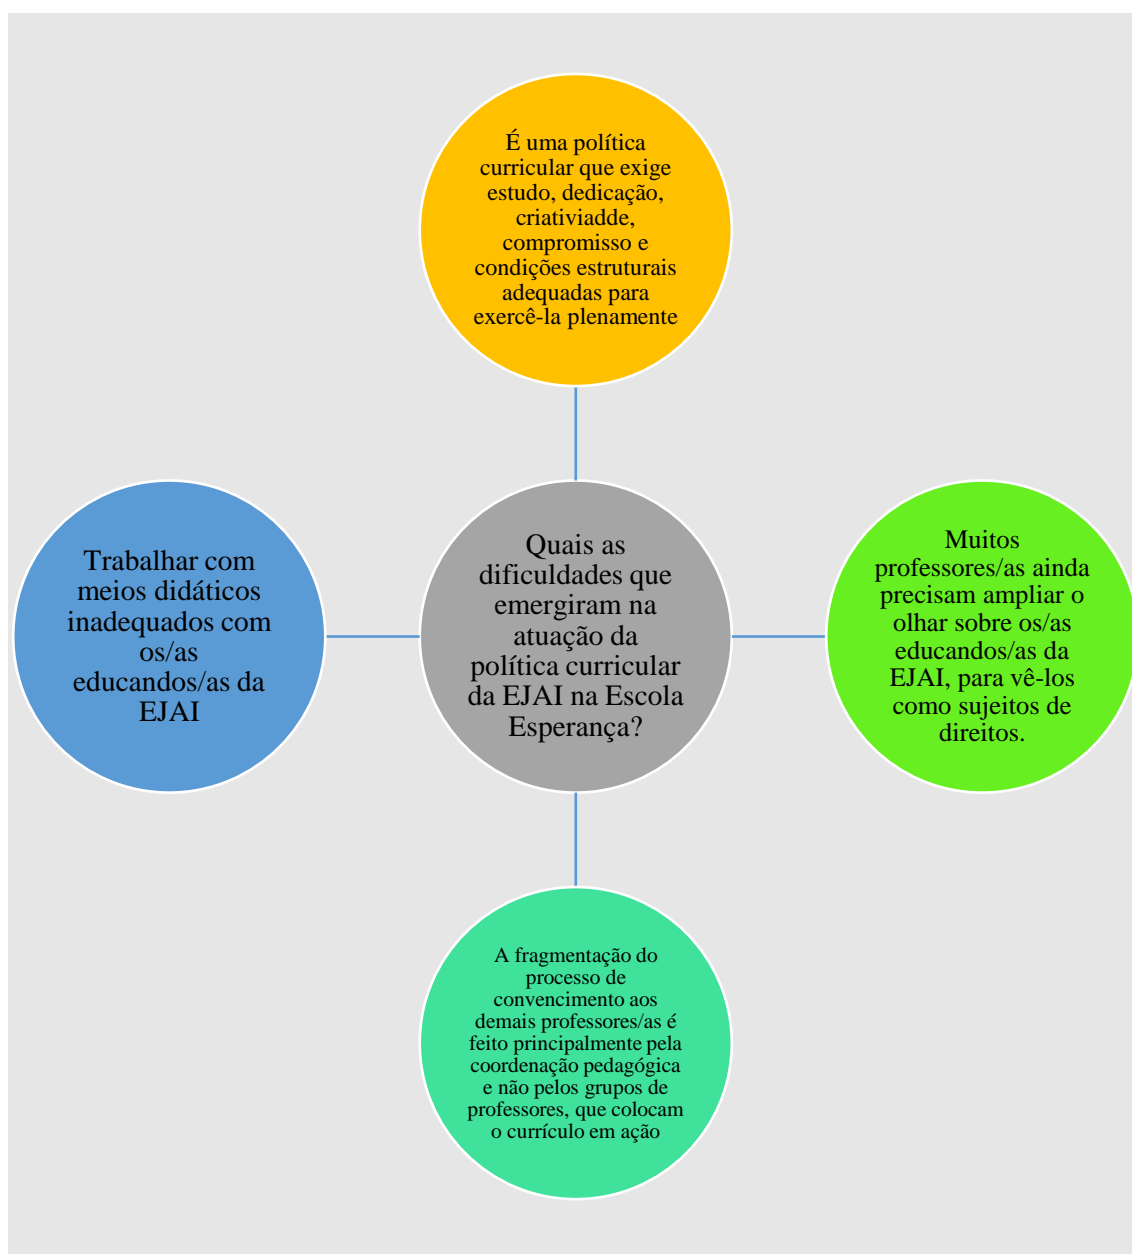 É uma política
curricular que exige
estudo, dedicação,
criativiadde,
compromisso e
condições estruturais
adequadas para
exercê-la plenamente
Trabalhar com
meios didáticos
inadequados com
os/as
educandos/as da
EJAI
Quais as
dificuldades que
emergiram na
atuação da
política curricular
da EJAI na Escola
Esperança?
Muitos
professores/as ainda
precisam ampliar o
olhar sobre os/as
educandos/as da
EJAI, para vê-los
como sujeitos de
direitos.
A fragmentação do
processo de
convencimento aos
demais professores/as é
feito principalmente pela
coordenação pedagógica
e não pelos grupos de
professores, que colocam
o currículo em ação